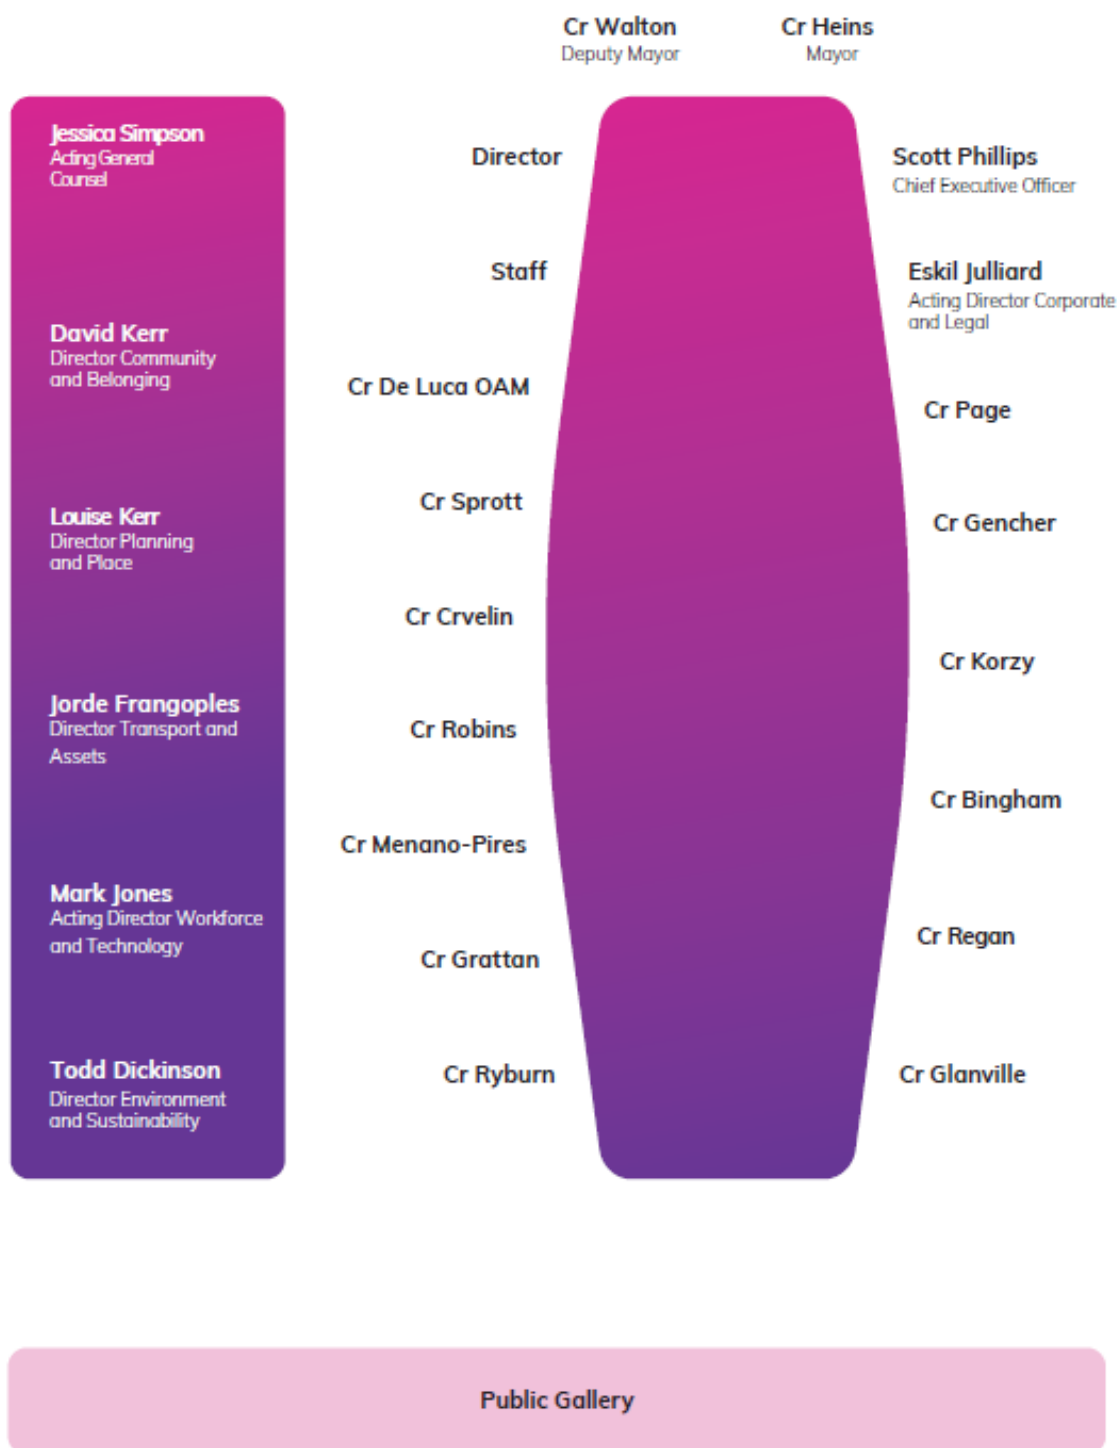 Cr Walton
Deputy Mayor
Cr Heins
Mayor
Jessica Simpson
Acting General
Counsel
David Kerr
Director Community
and Belonging
Louise Kerr
Director Planning
and Place
Jorde Frangoples
Director Transport and
Assets
Mark Jones
Acting Director Workforce
and Technology
Todd Dickinson
Director Environment
and Sustainability
Director
Staff
Cr De Luca OAM
Cr Sprott
Cr Crvelin
Cr Robins
Cr Menano-Pires
Cr Grattan
Cr Ryburn
Scott Phillips
Chief Executive Officer
Eskil Julliard
Acting Director Corporate
and Legal
Cr Page
Cr Gencher
Cr Korzy
Cr Bingham
Cr Regan
Cr Glanville
Public Gallery